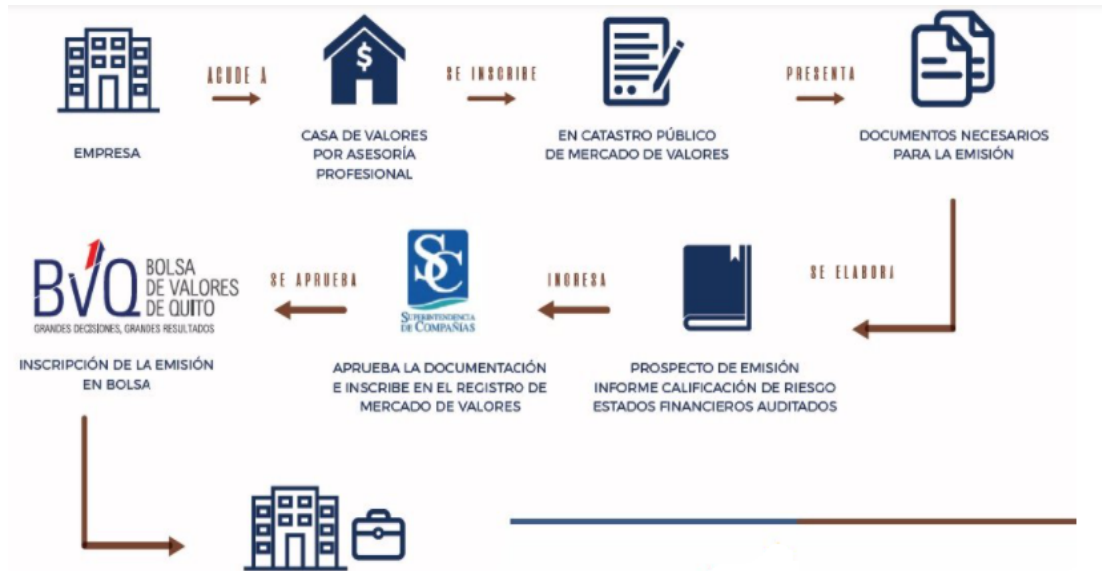 ACUDE A
SE INSCRIBE
PRESENTA
EMPRESA
CASA DE VALORES
POR ASESORÍA
PROFESIONAL
EN CATASTRO PÚBLICO
DE MERCADO DE VALORES
DOCUMENTOS NECESARIOS
PARA LA EMISIÓN
SE ELABORA
PROSPECTO DE EMISIÓN
INFORME CALIFICACIÓN DE RIESGO
ESTADOS FINANCIEROS AUDITADOS
INGRESA
SC
SUPERINTENDENCIA
DE COMPAÑIAS
APRUEBA LA DOCUMENTACIÓN
E INSCRIBE EN EL REGISTRO DE
MERCADO DE VALORES
SE APRUEBA
BVQ
BOLSA
DE VALORES
DE QUITO
GRANDES DECISIONES, GRANDES RESULTADOS
INSCRIPCIÓN DE LA EMISIÓN
EN BOLSA